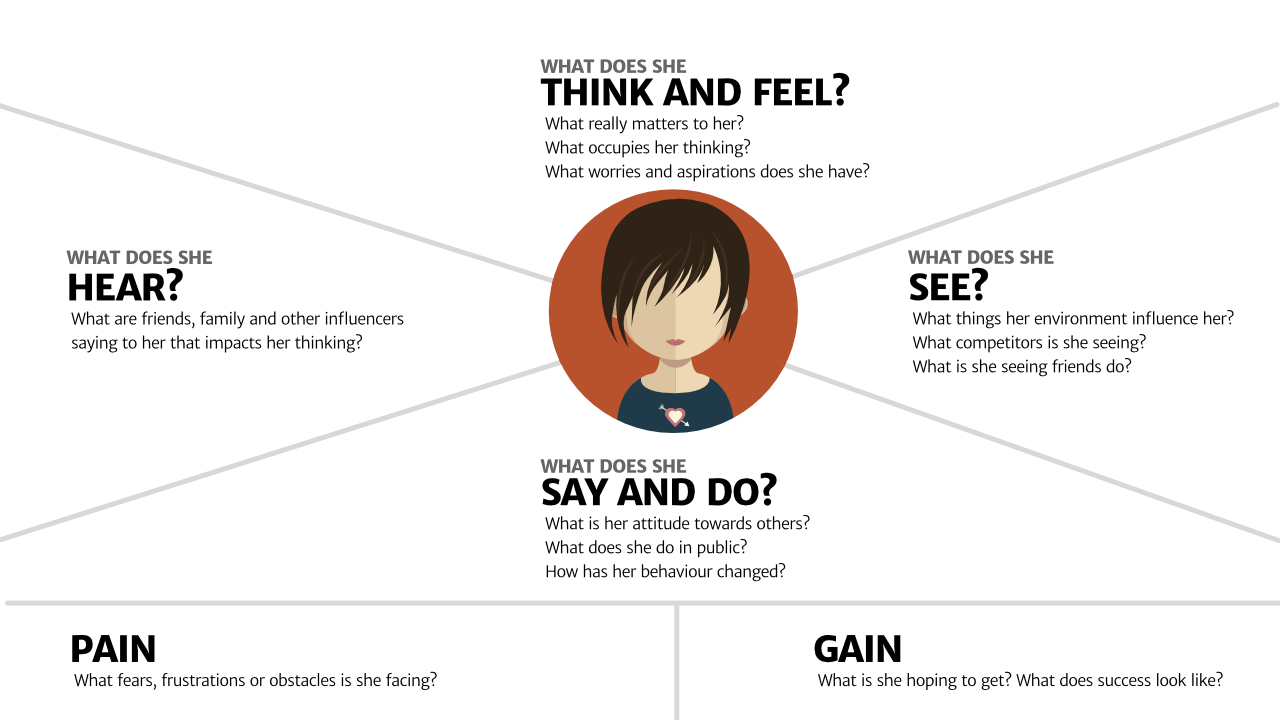 WHAT DOES SHE
THINK AND FEEL?
What really matters to her?
What occupies her thinking?
What worries and aspirations does she have?
WHAT DOES SHE
HEAR?
What are friends, family and other influencers
saying to her that impacts her thinking?
WHAT DOES SHE
SEE?
What things her environment influence her?
What competitors is she seeing?
What is she seeing friends do?
WHAT DOES SHE
SAY AND DO?
What is her attitude towards others?
What does she do in public?
How has her behaviour changed?
PAIN
What fears, frustrations or obstacles is she facing?
GAIN
What is she hoping to get? What does success look like?